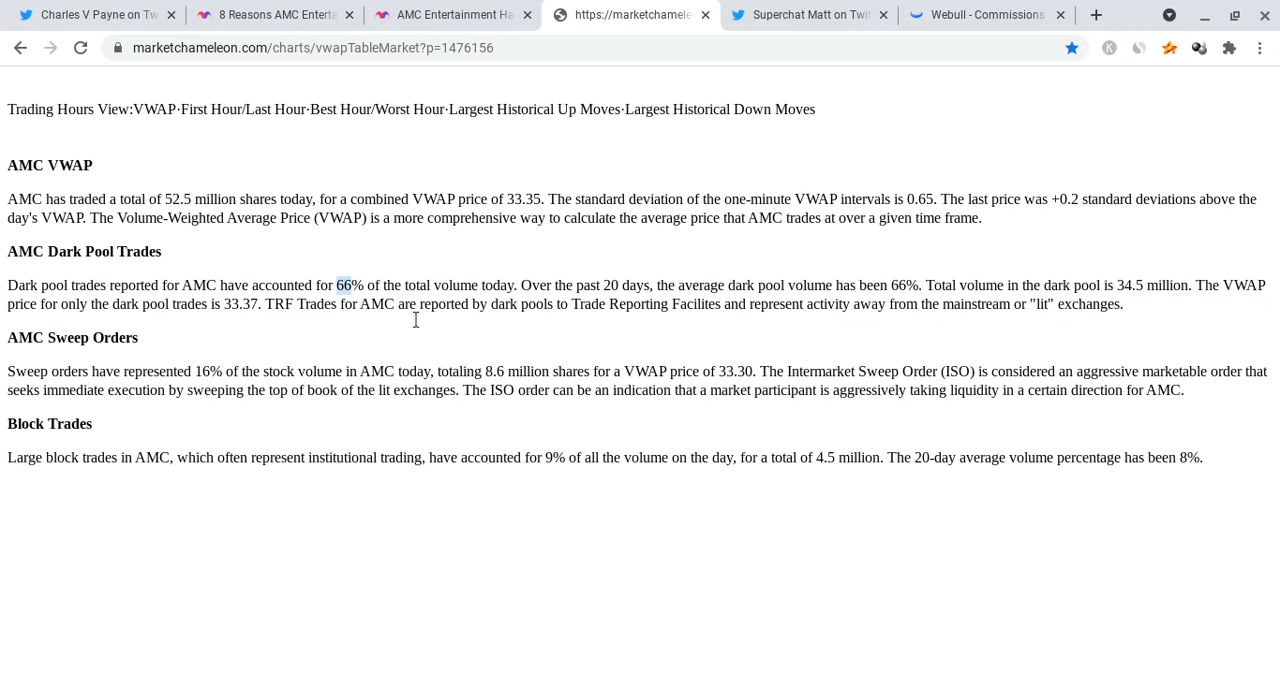 Charles V Payne on Tw
8 Reasons AMC Enterta
AMC Entertainment Ha
https://marketchamele
Superchat Matt on Twit
Webull - Commissions
marketchameleon.com/charts/vwapTableMarket?p=1476156
K
Trading Hours View:VWAP·First Hour/Last Hour·Best Hour/Worst Hour·Largest Historical Up Moves·Largest Historical Down Moves
AMC VWAP
AMC has traded a total of 52.5 million shares today, for a combined VWAP price of 33.35. The standard deviation of the one-minute VWAP intervals is 0.65. The last price was +0.2 standard deviations above the
day's VWAP. The Volume-Weighted Average Price (VWAP) is a more comprehensive way to calculate the average price that AMC trades at over a given time frame.
AMC Dark Pool Trades
Dark pool trades reported for AMC have accounted for 66% of the total volume today. Over the past 20 days, the average dark pool volume has been 66%. Total volume in the dark pool is 34.5 million. The VWAP
price for only the dark pool trades is 33.37. TRF Trades for AMC are reported by dark pools to Trade Reporting Facilites and represent activity away from the mainstream or "lit" exchanges.
AMC Sweep Orders
Sweep orders have represented 16% of the stock volume in AMC today, totaling 8.6 million shares for a VWAP price of 33.30. The Intermarket Sweep Order (ISO) is considered an aggressive marketable order that
seeks immediate execution by sweeping the top of book of the lit exchanges. The ISO order can be an indication that a market participant is aggressively taking liquidity in a certain direction for AMC.
Block Trades
Large block trades in AMC, which often represent institutional trading, have accounted for 9% of all the volume on the day, for a total of 4.5 million. The 20-day average volume percentage has been 8%.